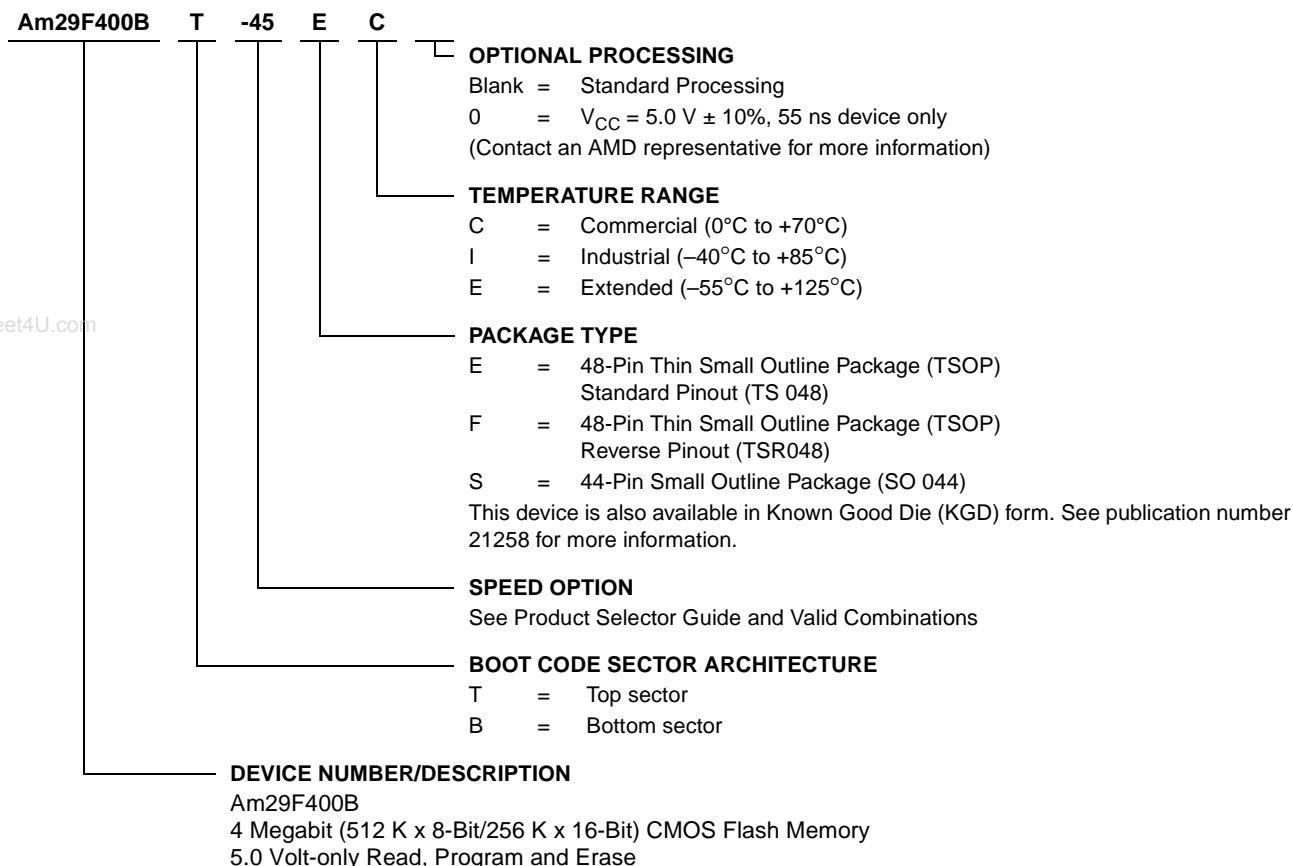 Am29F400B T -45 E C
OPTIONAL PROCESSING
Blank = Standard Processing
0 = VCC = 5.0 V ± 10%, 55 ns device only
(Contact an AMD representative for more information)
TEMPERATURE RANGE
C = Commercial (0°C to +70°C)
I = Industrial (–40°C to +85°C)
E = Extended (–55°C to +125°C)
PACKAGE TYPE
E = 48-Pin Thin Small Outline Package (TSOP)
Standard Pinout (TS 048)
F = 48-Pin Thin Small Outline Package (TSOP)
Reverse Pinout (TSR048)
S = 44-Pin Small Outline Package (SO 044)
This device is also available in Known Good Die (KGD) form. See publication number
21258 for more information.
SPEED OPTION
See Product Selector Guide and Valid Combinations
BOOT CODE SECTOR ARCHITECTURE
T = Top sector
B = Bottom sector
DEVICE NUMBER/DESCRIPTION
Am29F400B
4 Megabit (512 K x 8-Bit/256 K x 16-Bit) CMOS Flash Memory
5.0 Volt-only Read, Program and Erase
et4U.com